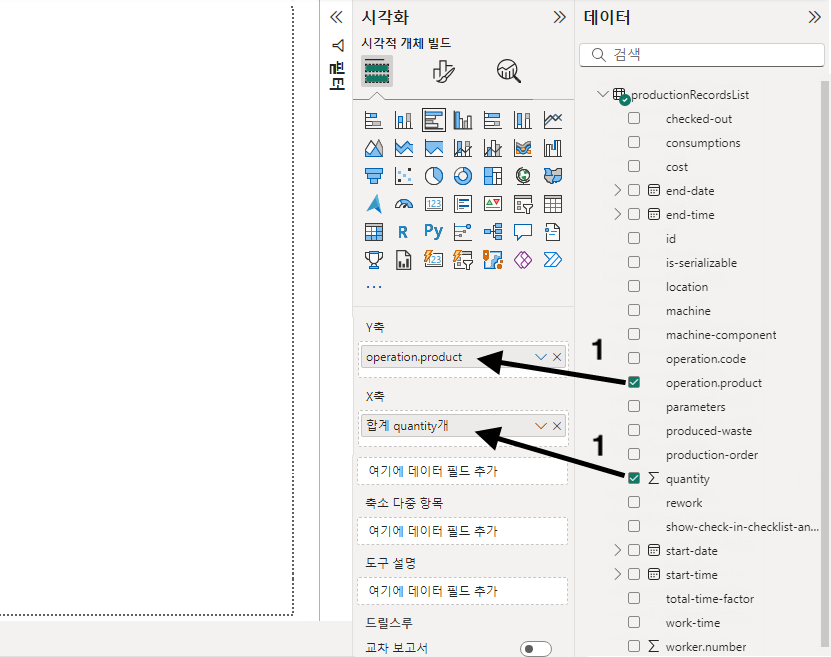 필터
시각화
시각적 개체 빌드
123
R
Py
123
...
Y축
operation.product
X축
합계 quantity개
여기에 데이터 필드 추가
축소 다중 항목
여기에 데이터 필드 추가
도구 설명
여기에 데이터 필드 추가
드릴스루
교차 보고서
1
1
데이터
검색
productionRecordsList
checked-out
consumptions
cost
end-date
end-time
id
is-serializable
location
machine
machine-component
operation.code
operation.product
parameters
produced-waste
production-order
∑ quantity
rework
show-check-in-checklist-an...
start-date
start-time
total-time-factor
work-time
∑ worker.number